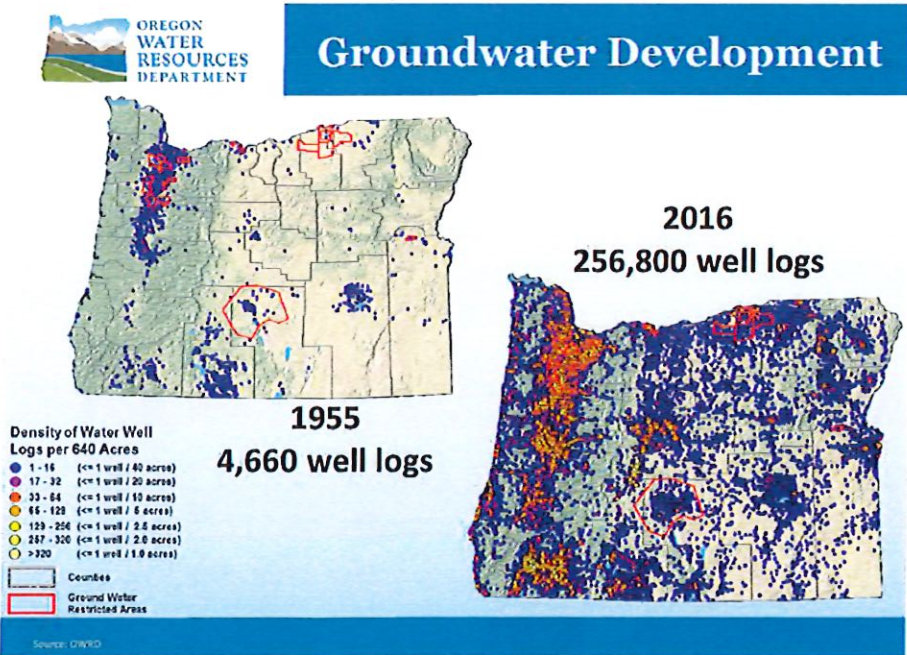 OREGON
WATER
RESOURCES
DEPARTMENT
Groundwater Development
2016
256,800 well logs
1955
4,660 well logs
Density of Water Well
Logs per 640 Acres
1 - 16 (<= 1 well / 40 acres)
17 - 32 (<= 1 well / 20 acres)
33 - 64 (<= 1 well / 10 acres)
65 - 128 (<= 1 well / 5 acres)
129 - 256 (<= 1 well / 2.5 acres)
257 - 320 (<= 1 well / 2.0 acres)
>320 (<= 1 well / 1.0 acres)
Counties
Ground Water
Restricted Areas
Source: OWRD